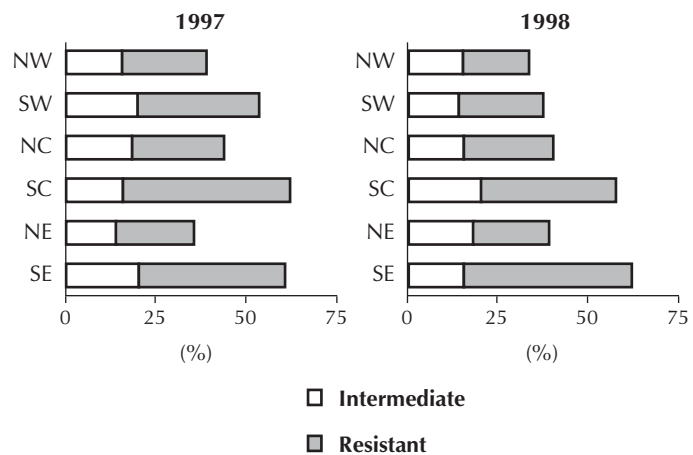 1997
NW
SW
NC
SC
NE
SE
0 25 50 75
(%)
1998
NW
SW
NC
SC
NE
SE
0 25 50 75
(%)
Intermediate
Resistant